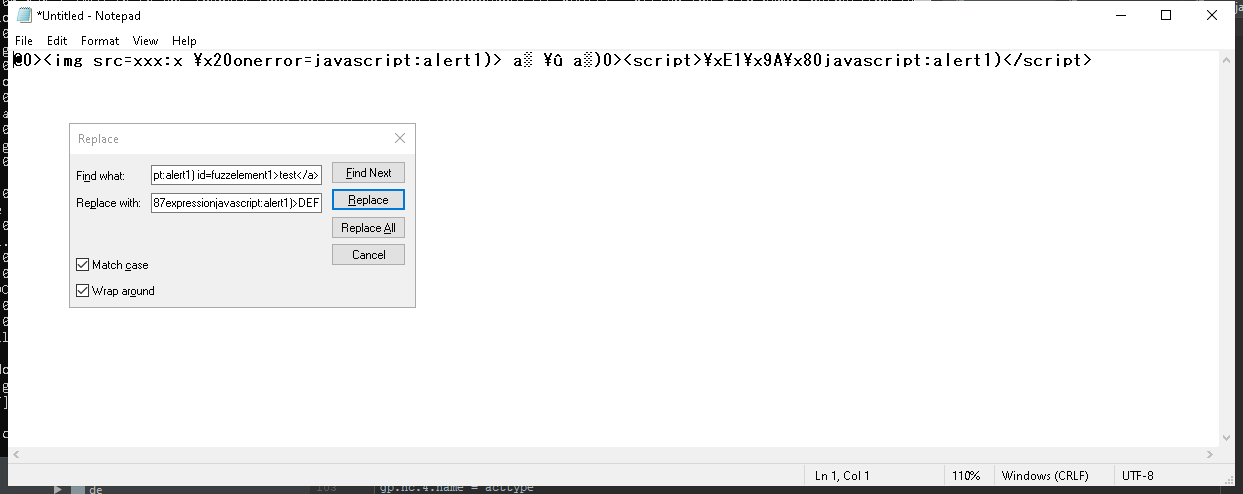 *Untitled - Notepad
File Edit Format View Help
@0><img src=xxx:x ¥x20onerror=javascript:alert1)> a▒ ¥û a▒)0><script>¥xE1¥x9A¥x80javascript:alert1)</script>
Replace
Find what: pt:alert1) id=fuzzelement1>test</a> Find Next
Replace with: 87expressionjavascript:alert1)>DEF Replace
Replace All
Cancel
Match case
Wrap around
Ln 1, Col 1 110% Windows (CRLF) UTF-8
de
gp.nc.4.name = acttype